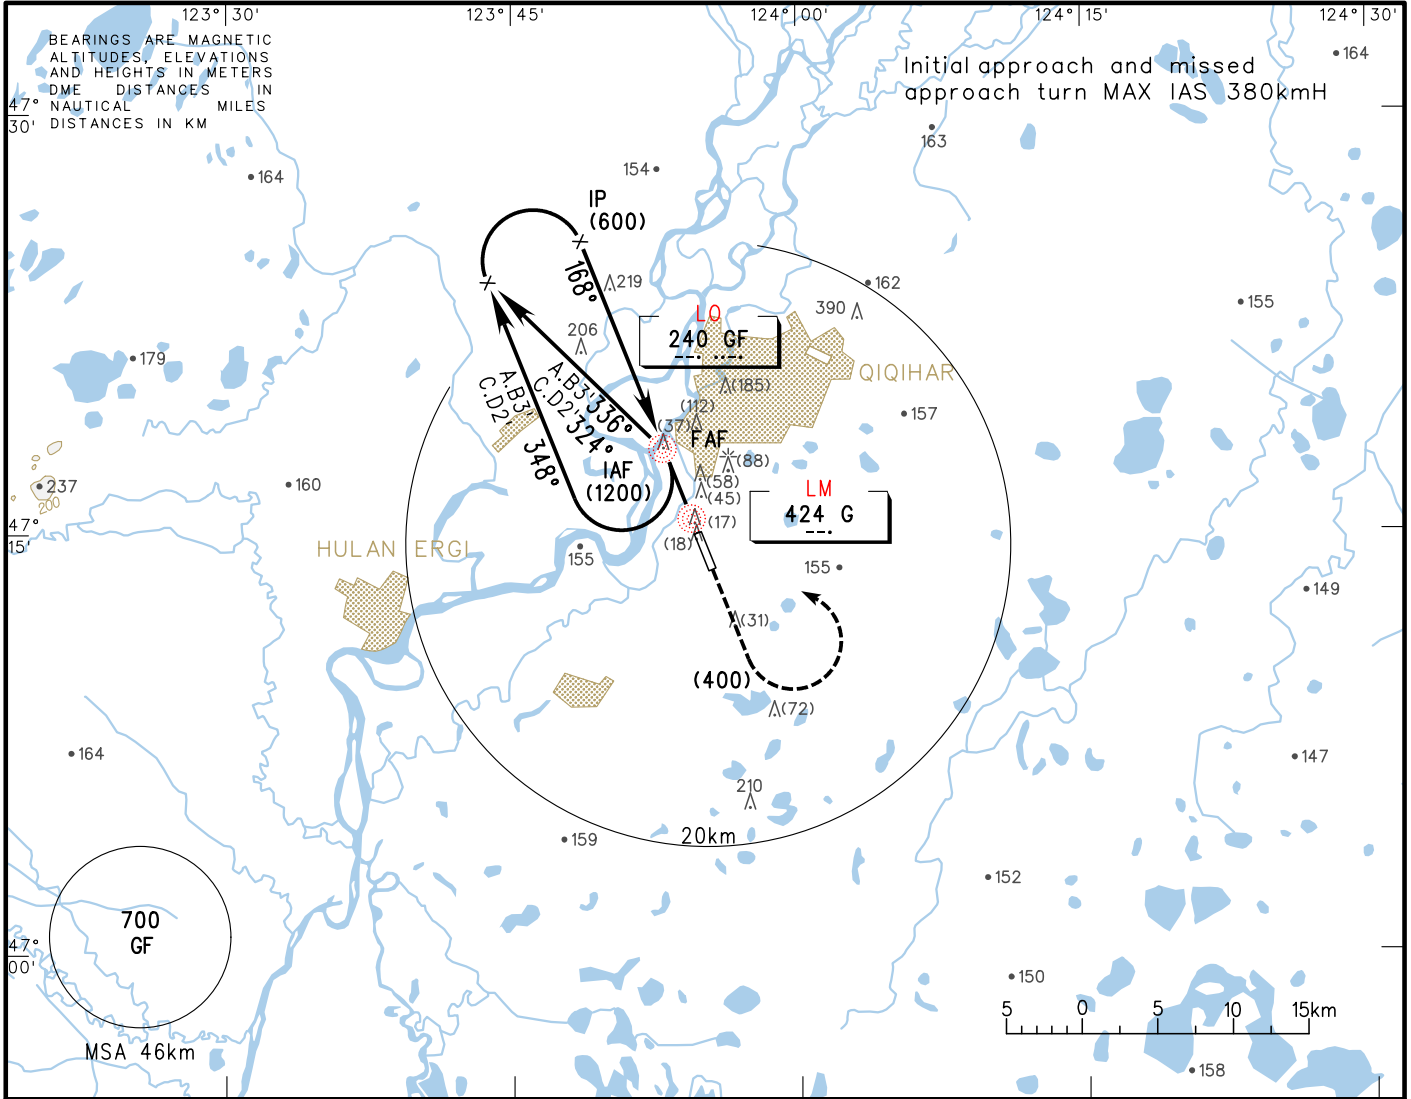 123° 30'
123° 45'
124° 00'
124° 15'
124° 30'
BEARINGS ARE MAGNETIC
ALTITUDES, ELEVATIONS
AND HEIGHTS IN METERS
DME DISTANCES IN
NAUTICAL MILES
DISTANCES IN KM
47°
30'
Initial approach and missed
approach turn MAX IAS 380kmH
164
163
154
164
IP
(600)
168°
219
162
390
155
206
LO
240 GF
179
QIQIHAR
(185)
A.B3' 336°
C.D2' 324°
A.B3'
C.D2'
348°
(112)
157
(37)
FAF
(88)
IAF
(1200)
(58)
(45)
237
200
160
LM
424 G
(17)
(18)
47°
15'
HULAN ERGI
155
155
149
(31)
(400)
(72)
164
147
210
20km
159
152
700
GF
47°
00'
150
5 0 5 10 15km
MSA 46km
158